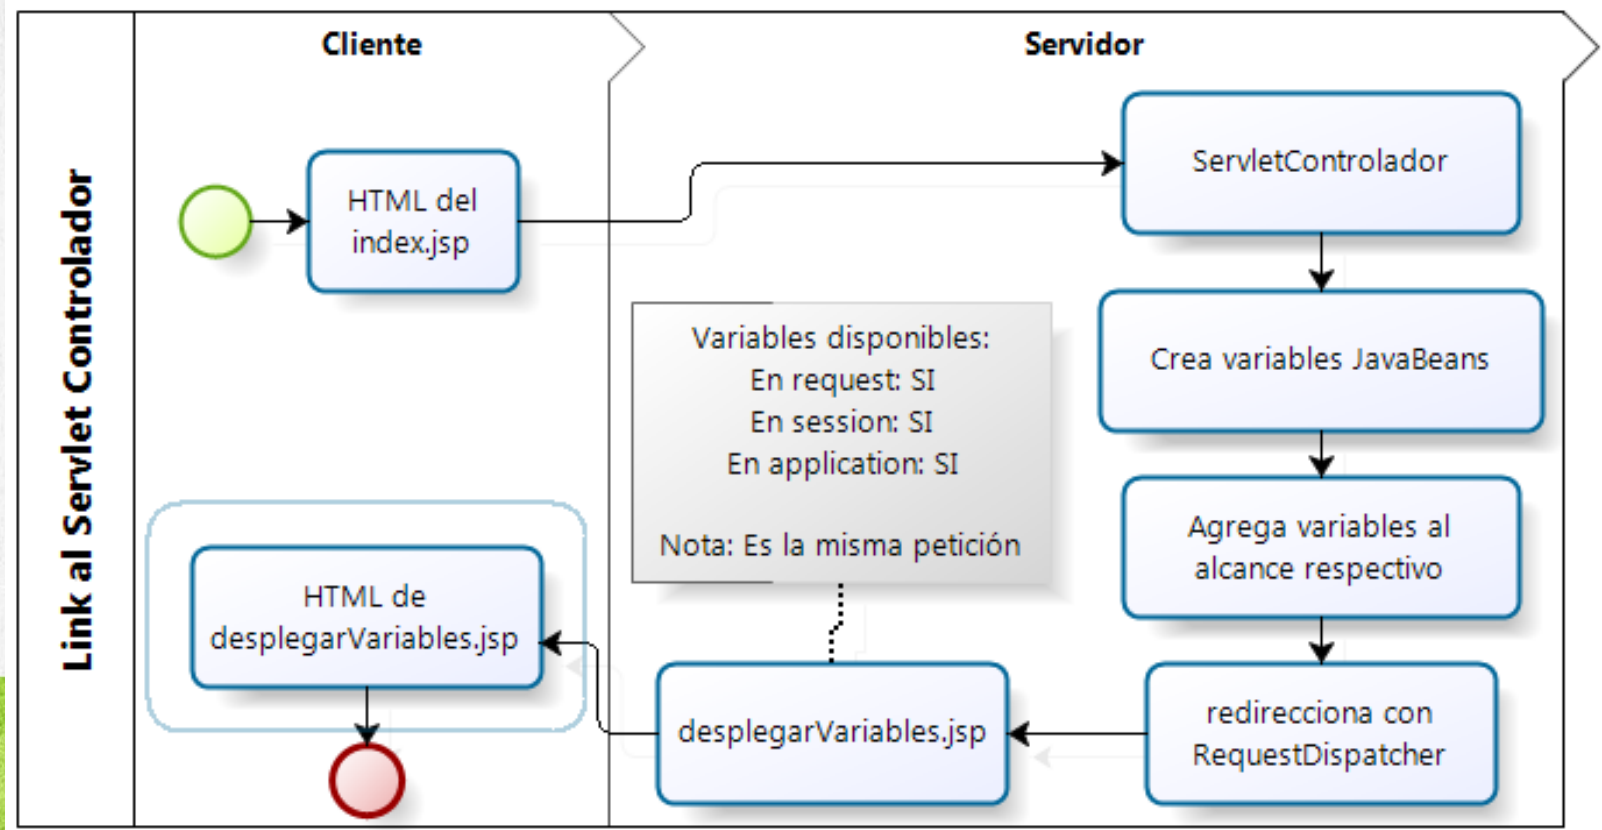 Link al Servlet Controlador
Cliente
Servidor
HTML del
index.jsp
ServletControlador
Crea variables JavaBeans
Agrega variables al
alcance respectivo
redirecciona con
RequestDispatcher
Variables disponibles:
En request: SI
En session: SI
En application: SI
Nota: Es la misma petición
desplegarVariables.jsp
HTML de
desplegarVariables.jsp